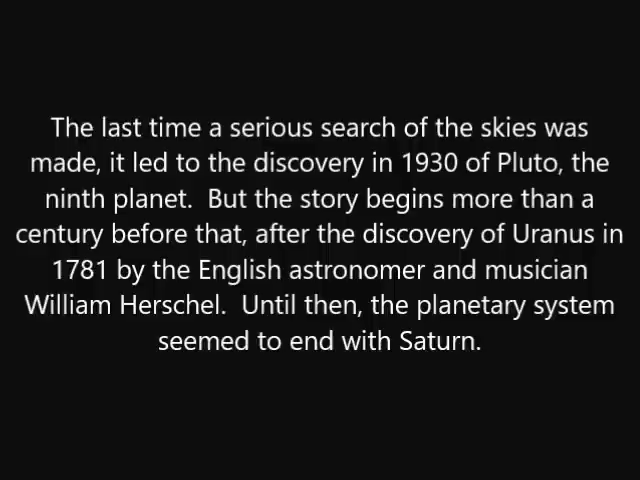 The last time a serious search of the skies was
made, it led to the discovery in 1930 of Pluto, the
ninth planet.  But the story begins more than a
century before that, after the discovery of Uranus in
1781 by the English astronomer and musician
William Herschel.  Until then, the planetary system
seemed to end with Saturn.